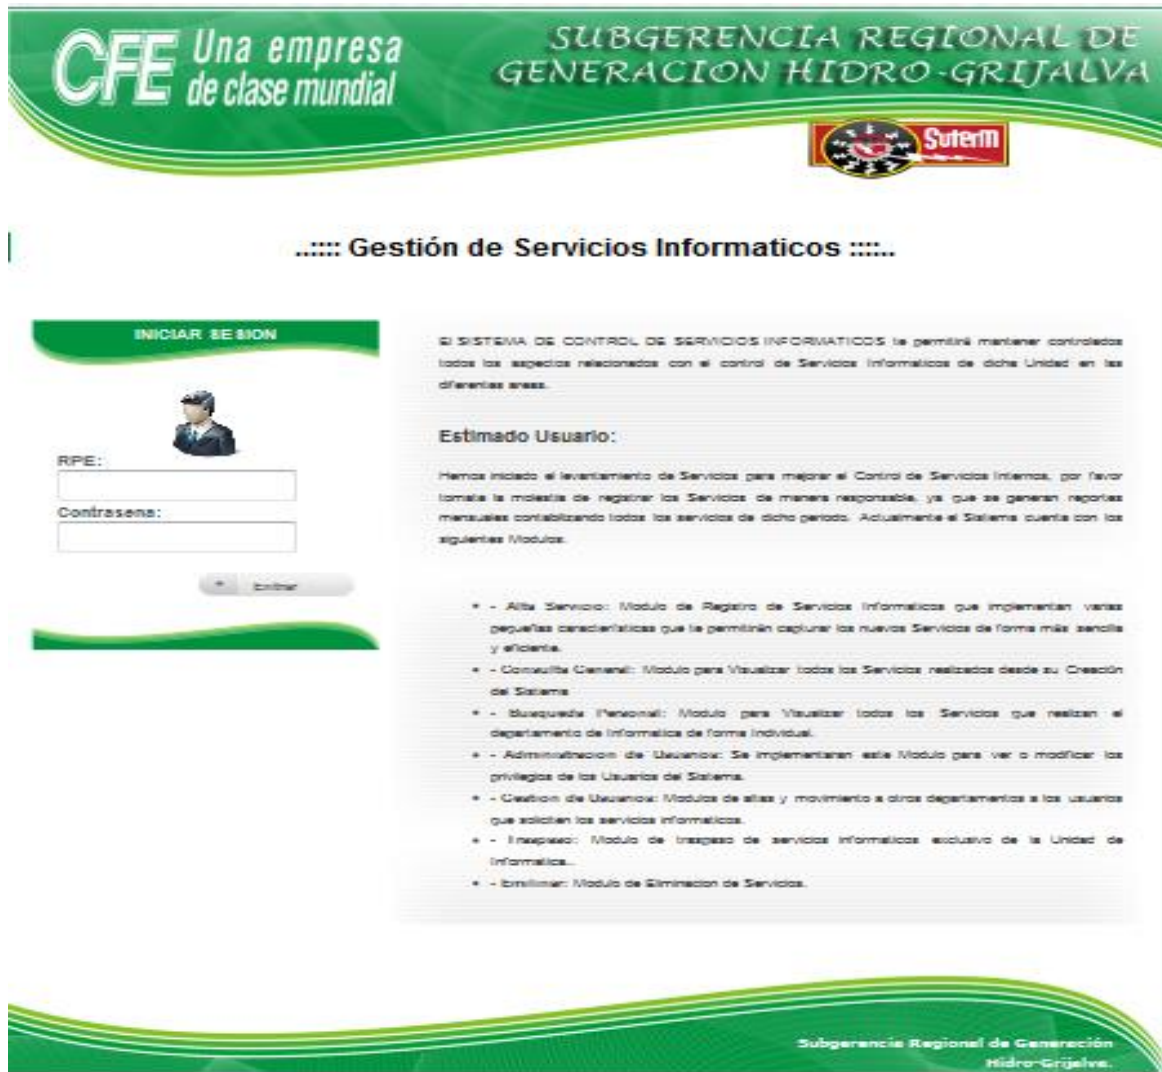 CFE Una empresa
de clase mundial
SUBGERENCIA REGIONAL DE
GENERACION HIDRO-GRIJALVA
Suterm
..:::: Gestión de Servicios Informaticos ::::..
INICIAR SESION
RPE:
Contrasena:
Entrar
El SISTEMA DE CONTROL DE SERVICIOS INFORMATICOS le permitirá mantener controlados
todos los aspectos relacionados con el control de Servicios Informaticos de dicha Unidad en las
diferentes areas.
Estimado Usuario:
Hemos iniciado el levantamiento de Servicios para mejorar el Control de Servicios Internos, por favor
tomate la molestia de registrar los Servicios de manera responsable, ya que se generan reportes
mensuales contabilizando todos los servicios de dicho periodo. Actualmente el Sistema cuenta con los
siguientes Modulos.
• - Alta Servicio: Modulo de Registro de Servicios Informaticos que implementan varias
pequeñas características que le permitirán capturar los nuevos Servicios de forma más sencilla
y eficiente.
• - Consulta General: Modulo para Visualizar todos los Servicios realizados desde su Creación
del Sistema
• - Busqueda Personal: Modulo para Visualizar todos los Servicios que realizan el
departamento de Informatica de forma Individual.
• - Administracion de Usuarios: Se implementaran este Modulo para ver o modificar los
privilegios de los Usuarios del Sistema.
• - Gestion de Usuarios: Modulos de altas y movimiento a otros departamentos a los usuarios
que soliciten los servicios informaticos.
• - Traspaso: Modulo de traspaso de servicios informaticos exclusivo de la Unidad de
Informatica..
• - Emilinar: Modulo de Eliminacion de Servicios.
Subgerencia Regional de Generación
Hidro-Grijalva.